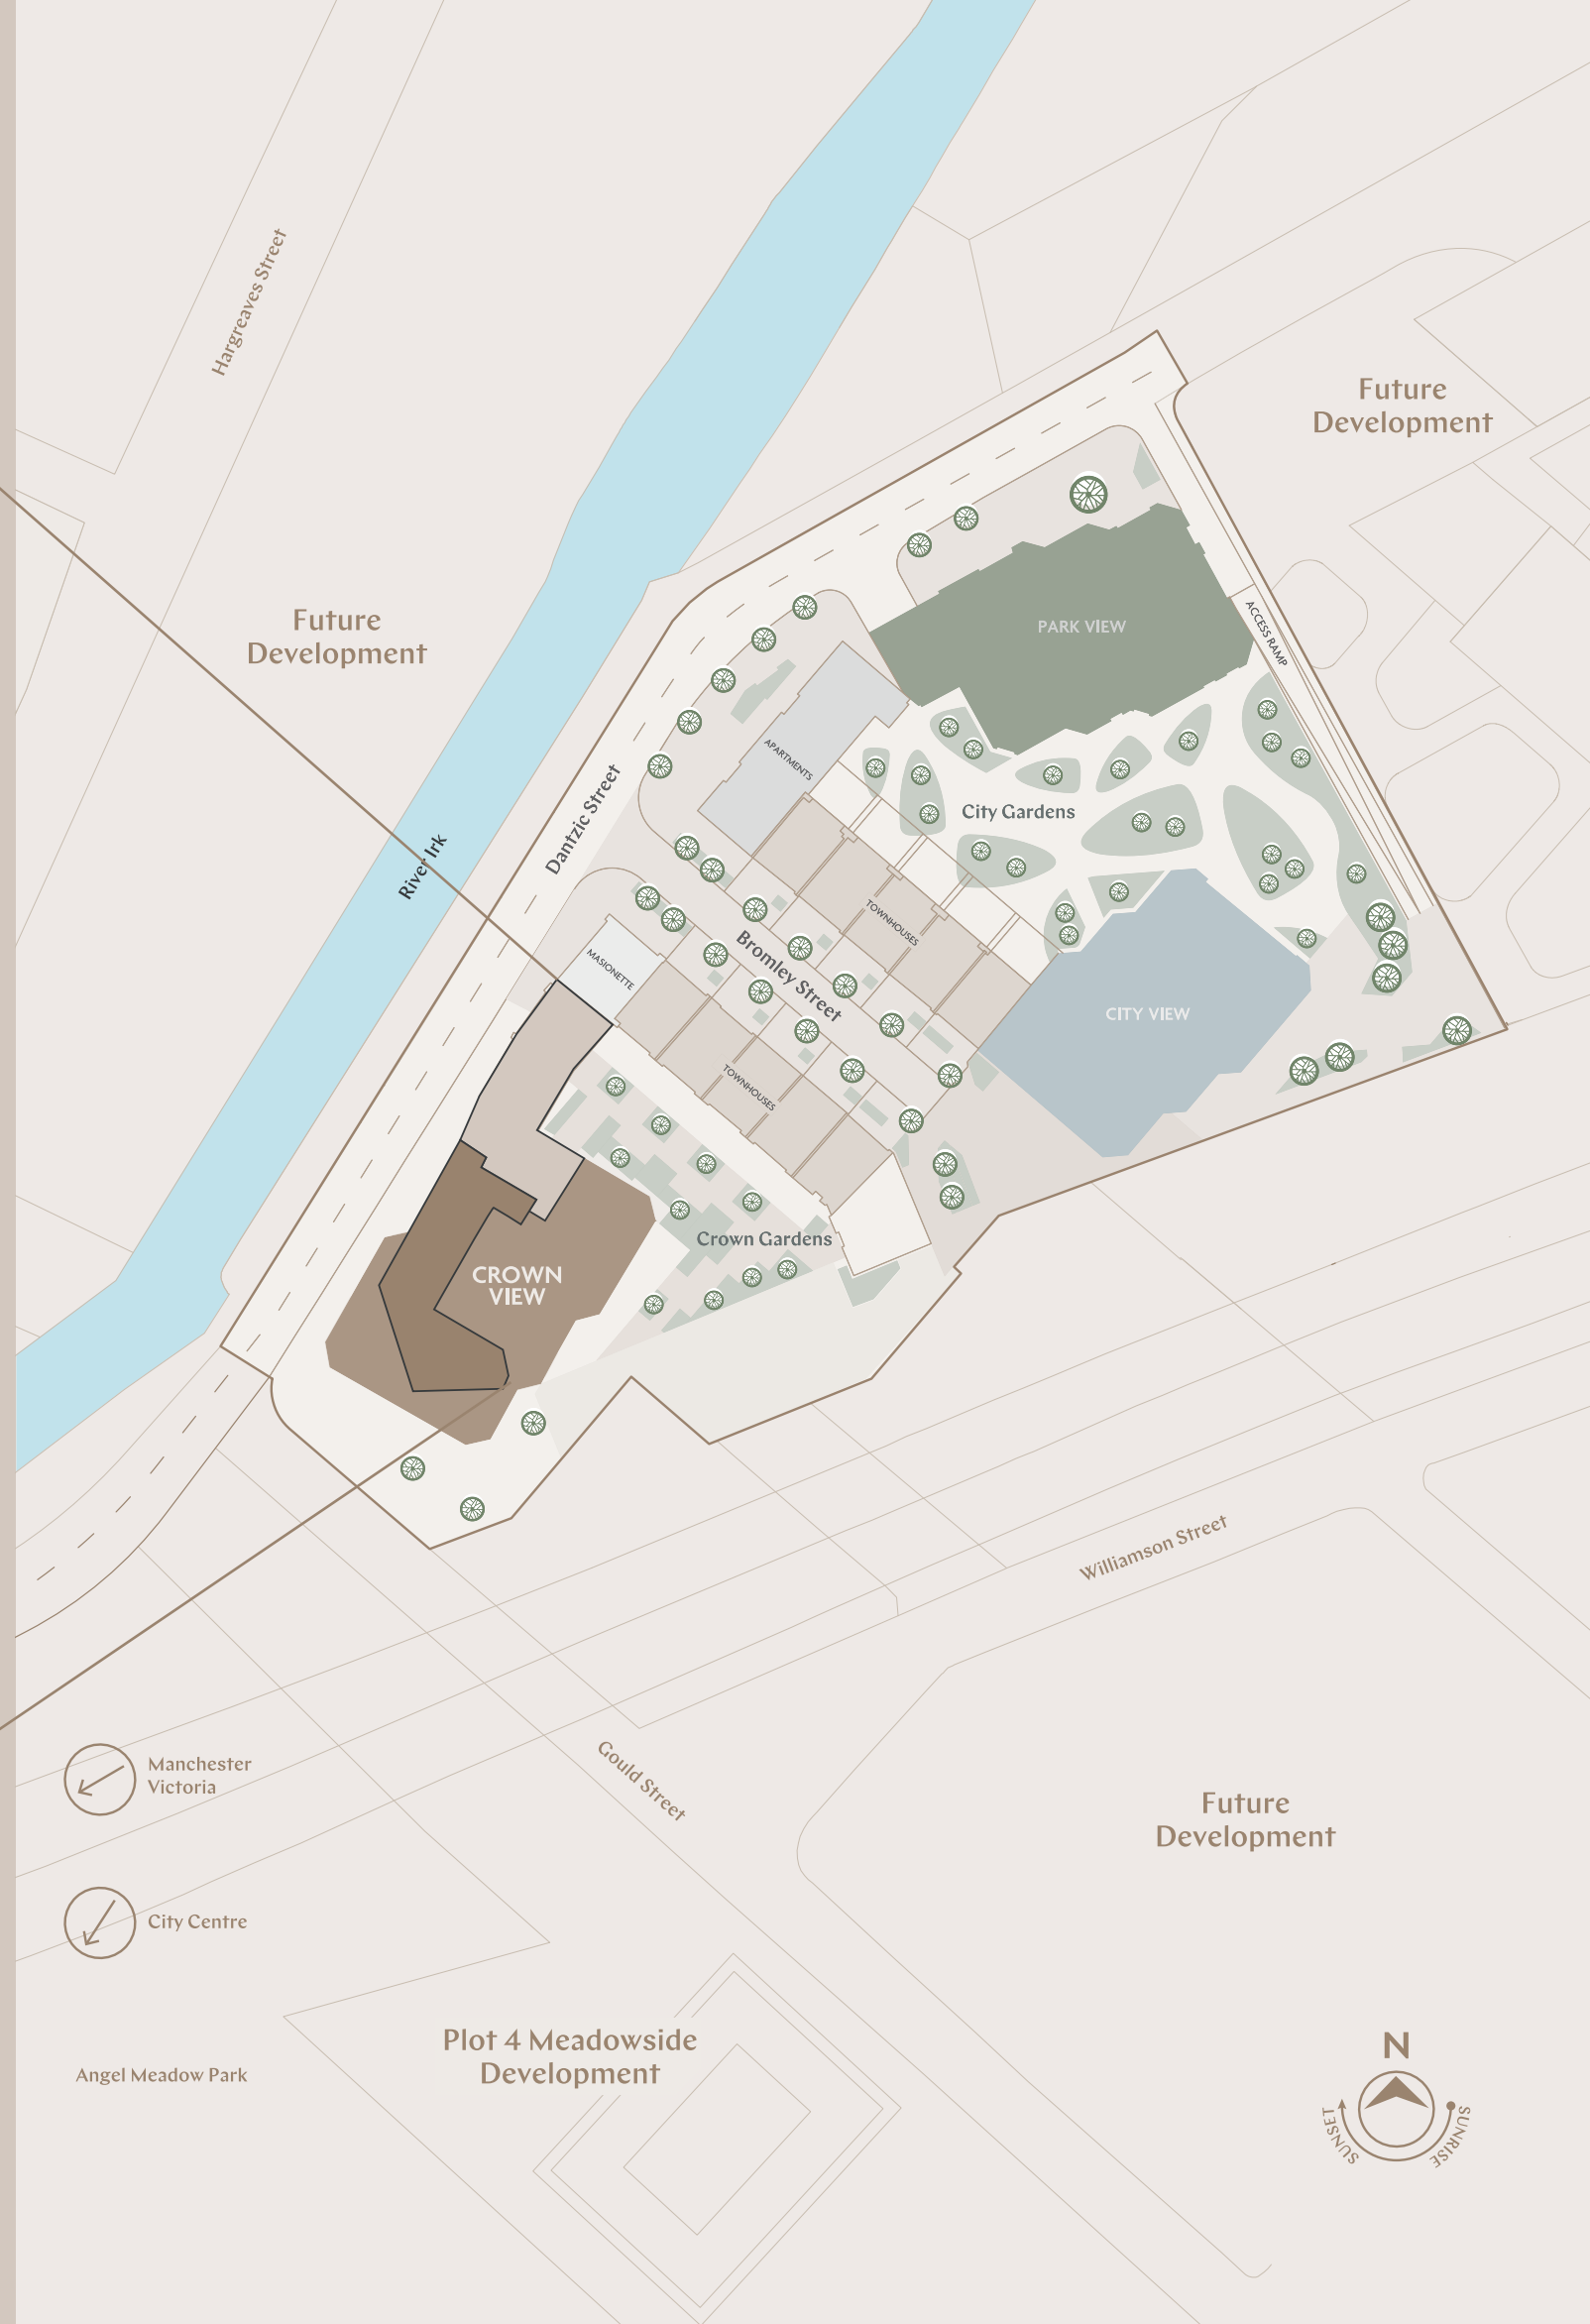 Hargreaves Street
Future
Development
PARK VIEW
ACCESS RAMP
Future
Development
APARTMENTS
Dantzic Street
City Gardens
River Irk
TOWNHOUSES
Bromley Street
MASIONETTE
CITY VIEW
TOWNHOUSES
Crown Gardens
CROWN
VIEW
Williamson Street
Manchester
Victoria
Gould Street
Future
Development
City Centre
Plot 4 Meadowside
Development
Angel Meadow Park
N
SUNSET
SUNRISE